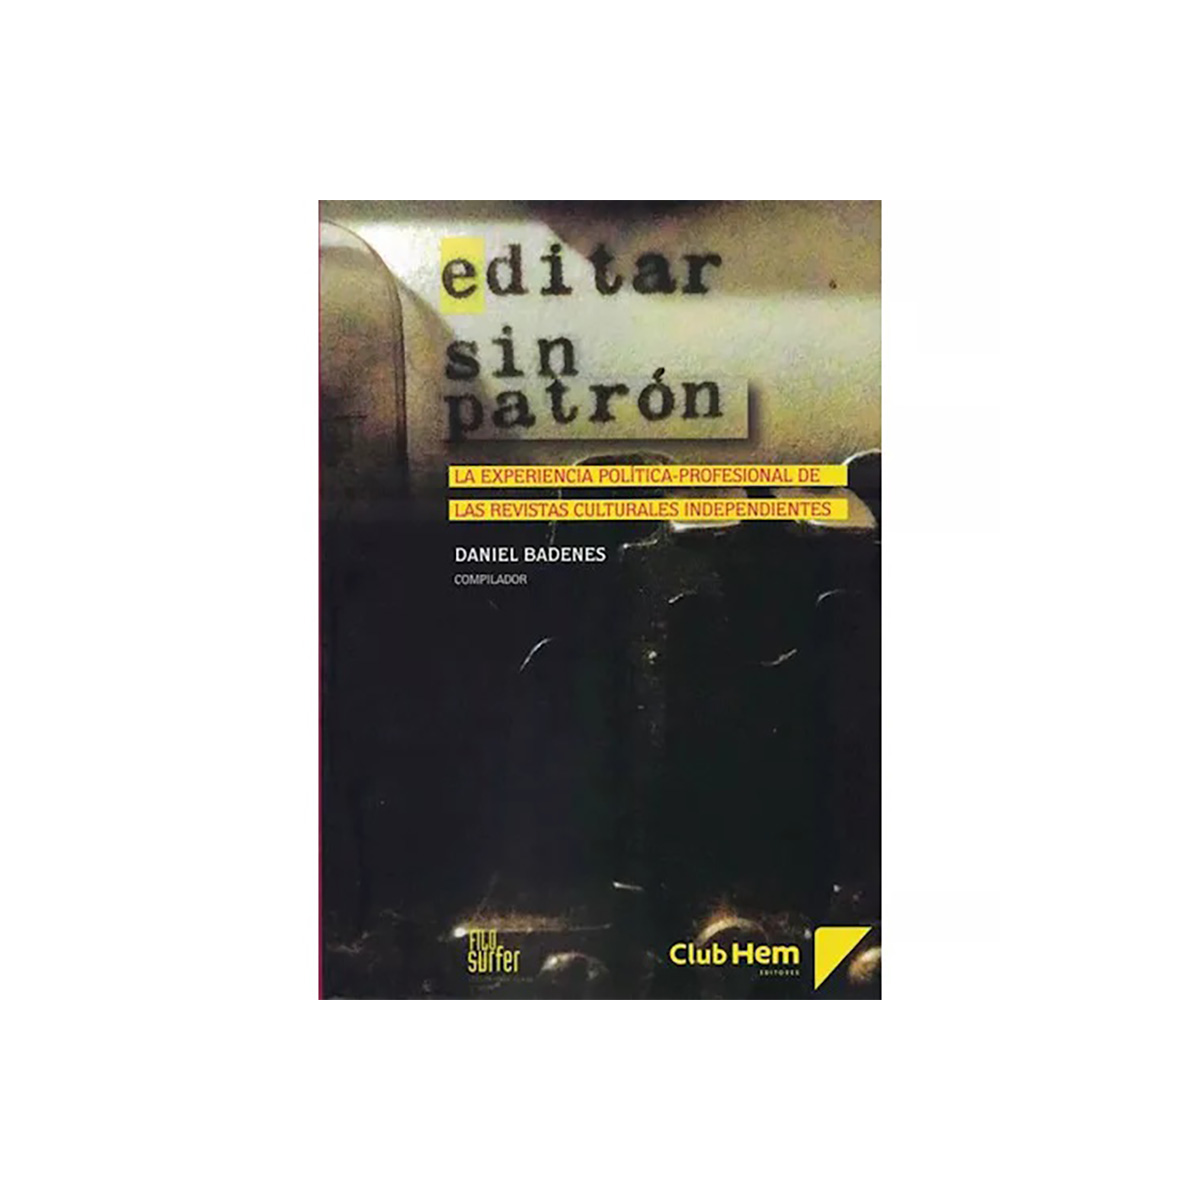 editar
sin
patrón
LA EXPERIENCIA POLÍTICA-PROFESIONAL DE
LAS REVISTAS CULTURALES INDEPENDIENTES
DANIEL BADENES
COMPILADOR
FITO
SURFER
Club Hem
EDITORES